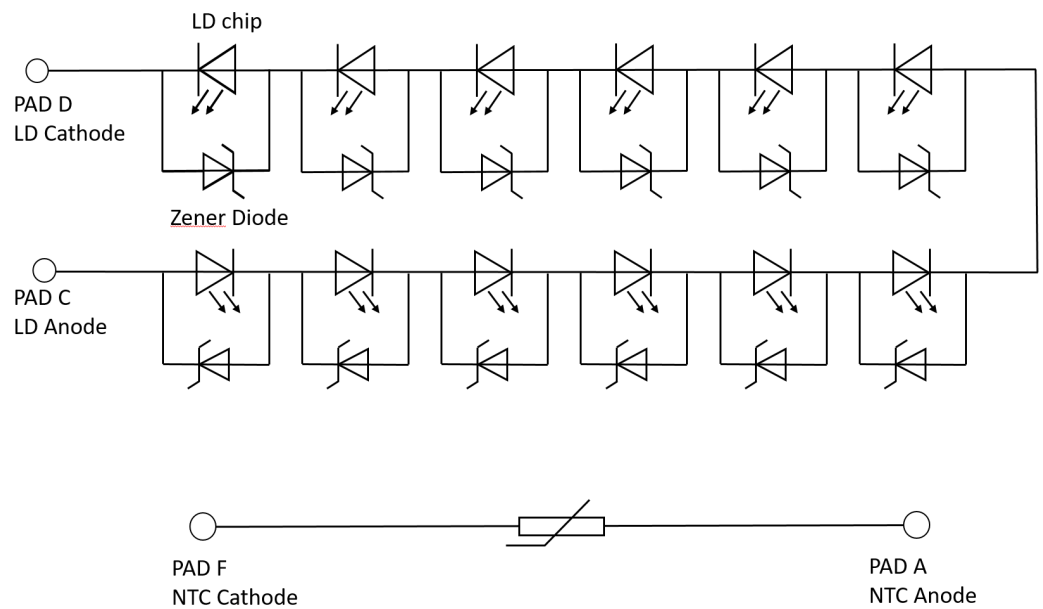 LD chip
PAD D
LD Cathode
Zener Diode
PAD C
LD Anode
PAD F
NTC Cathode
PAD A
NTC Anode